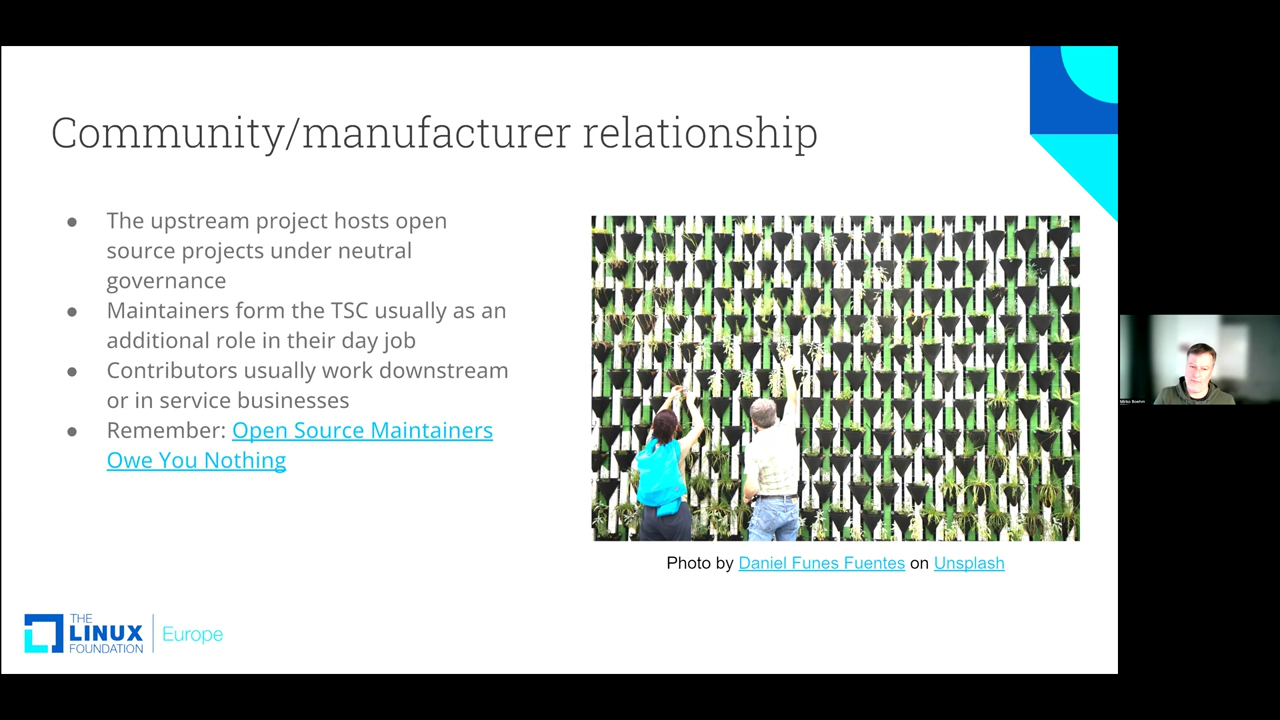 Community/manufacturer relationship
● The upstream project hosts open
source projects under neutral
governance
● Maintainers form the TSC usually as an
additional role in their day job
● Contributors usually work downstream
or in service businesses
● Remember: Open Source Maintainers
Owe You Nothing
Photo by Daniel Funes Fuentes on Unsplash
THE
LINUX
FOUNDATION
Europe
Mirko Boehm